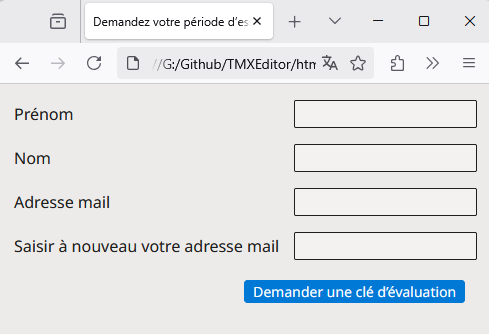 Demandez votre période d'es
//G:/Github/TMXEditor/htm
Prénom
Nom
Adresse mail
Saisir à nouveau votre adresse mail
Demander une clé d'évaluation